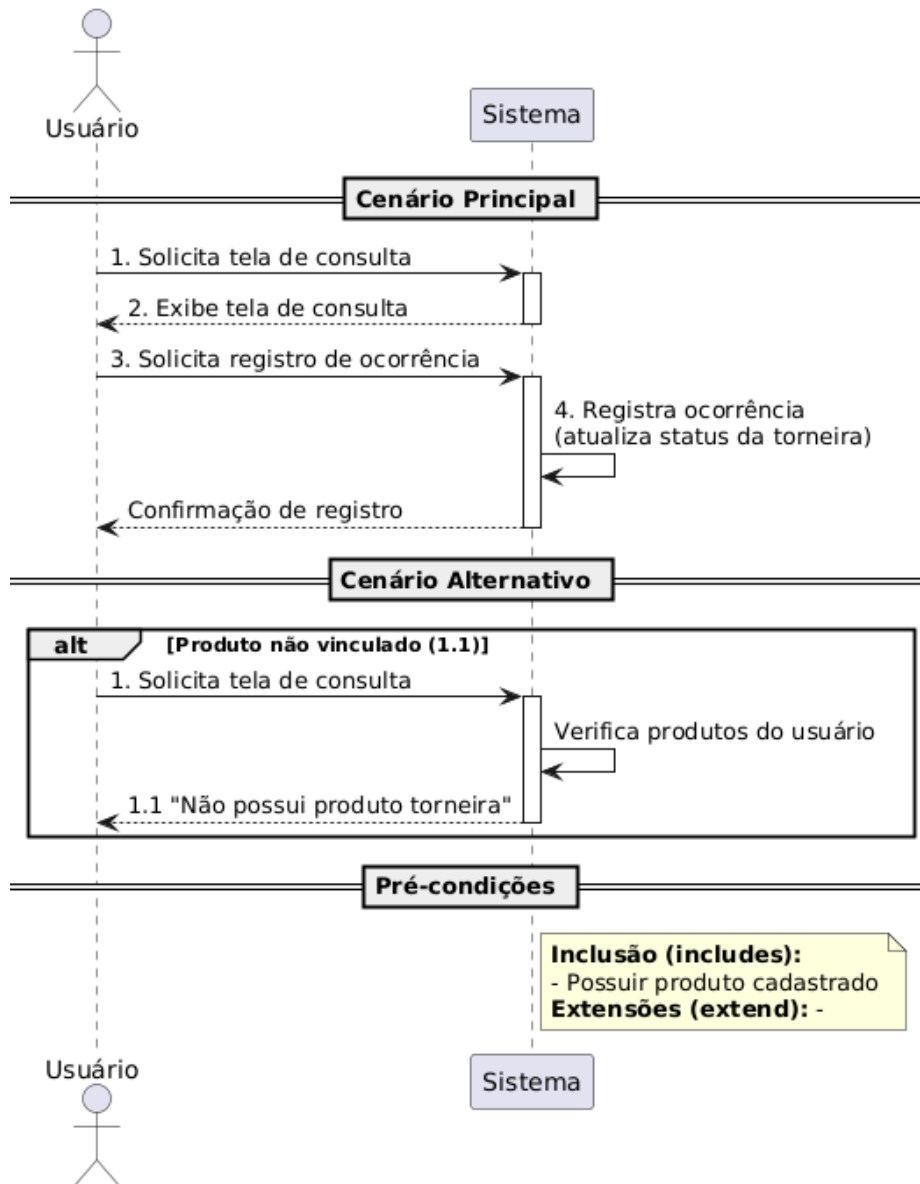 Usuário
Sistema
Cenário Principal
1. Solicita tela de consulta
2. Exibe tela de consulta
3. Solicita registro de ocorrência
4. Registra ocorrência
(atualiza status da torneira)
Confirmação de registro
Cenário Alternativo
alt [Produto não vinculado (1.1)]
1. Solicita tela de consulta
Verifica produtos do usuário
1.1 "Não possui produto torneira"
Pré-condições
Inclusão (includes):
- Possuir produto cadastrado
Extensões (extend): -
Usuário
Sistema